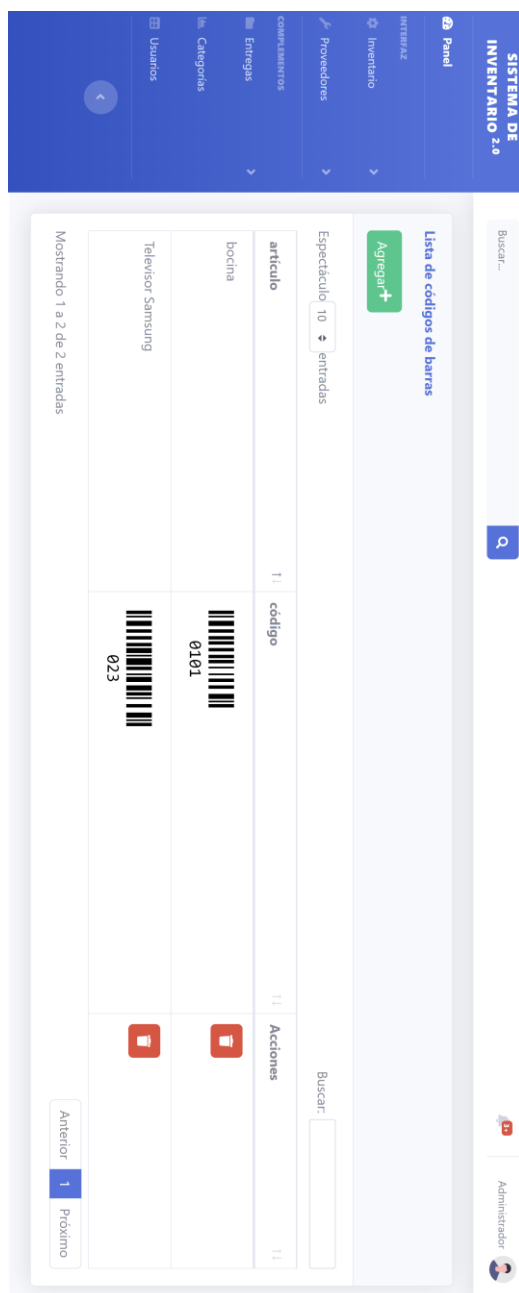 SISTEMA DE
INVENTARIO 2.0
Panel
INTERFAZ
Inventario
Proveedores
COMPLEMENTOS
Entregas
Categorías
Usuarios
Buscar...
3+
Administrador
Lista de códigos de barras
Agregar+
Espectáculo 10 entradas
Buscar:
artículo código Acciones
bocina 0101
Televisor Samsung 023
Mostrando 1 a 2 de 2 entradas
Anterior 1 Próximo